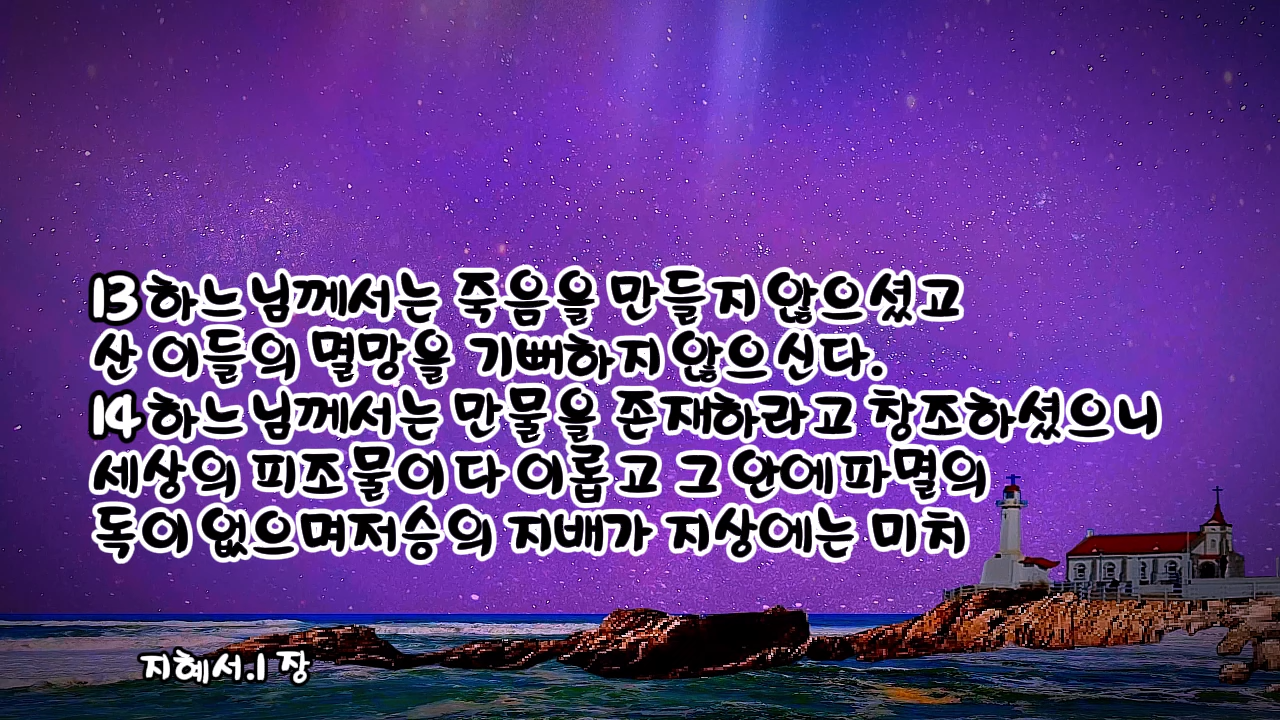 13 하느님께서는 죽음을 만들지 않으셨고
산 이들의 멸망을 기뻐하지 않으신다.
14 하느님께서는 만물을 존재하라고 창조하셨으니
세상의 피조물이 다 이롭고 그 안에 파멸의
독이 없으며 저승의 지배가 지상에는 미치
지혜서.1 장